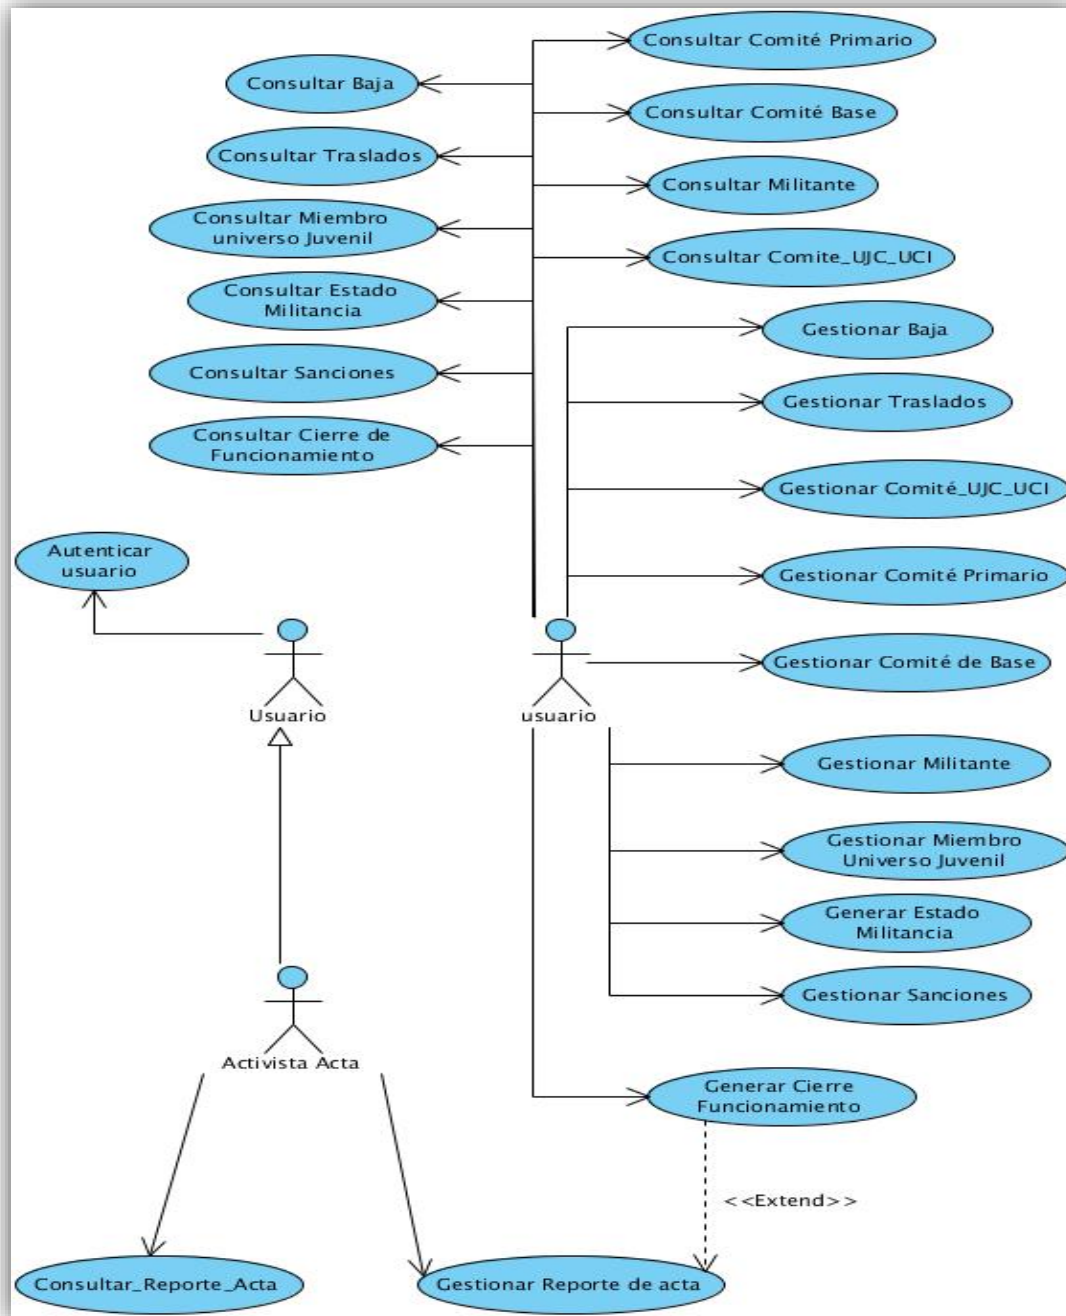 Consultar Comité Primario
Consultar Baja
Consultar Comité Base
Consultar Traslados
Consultar Militante
Consultar Miembro
universo Juvenil
Consultar Comite_UJC_UCI
Consultar Estado
Militancia
Gestionar Baja
Consultar Sanciones
Gestionar Traslados
Consultar Cierre de
Funcionamiento
Gestionar Comité_UJC_UCI
Autenticar
usuario
Gestionar Comité Primario
Gestionar Comité de Base
Usuario
usuario
Gestionar Militante
Gestionar Miembro
Universo Juvenil
Generar Estado
Militancia
Gestionar Sanciones
Activista Acta
Generar Cierre
Funcionamiento
<<Extend>>
Consultar_Reporte_Acta
Gestionar Reporte de acta